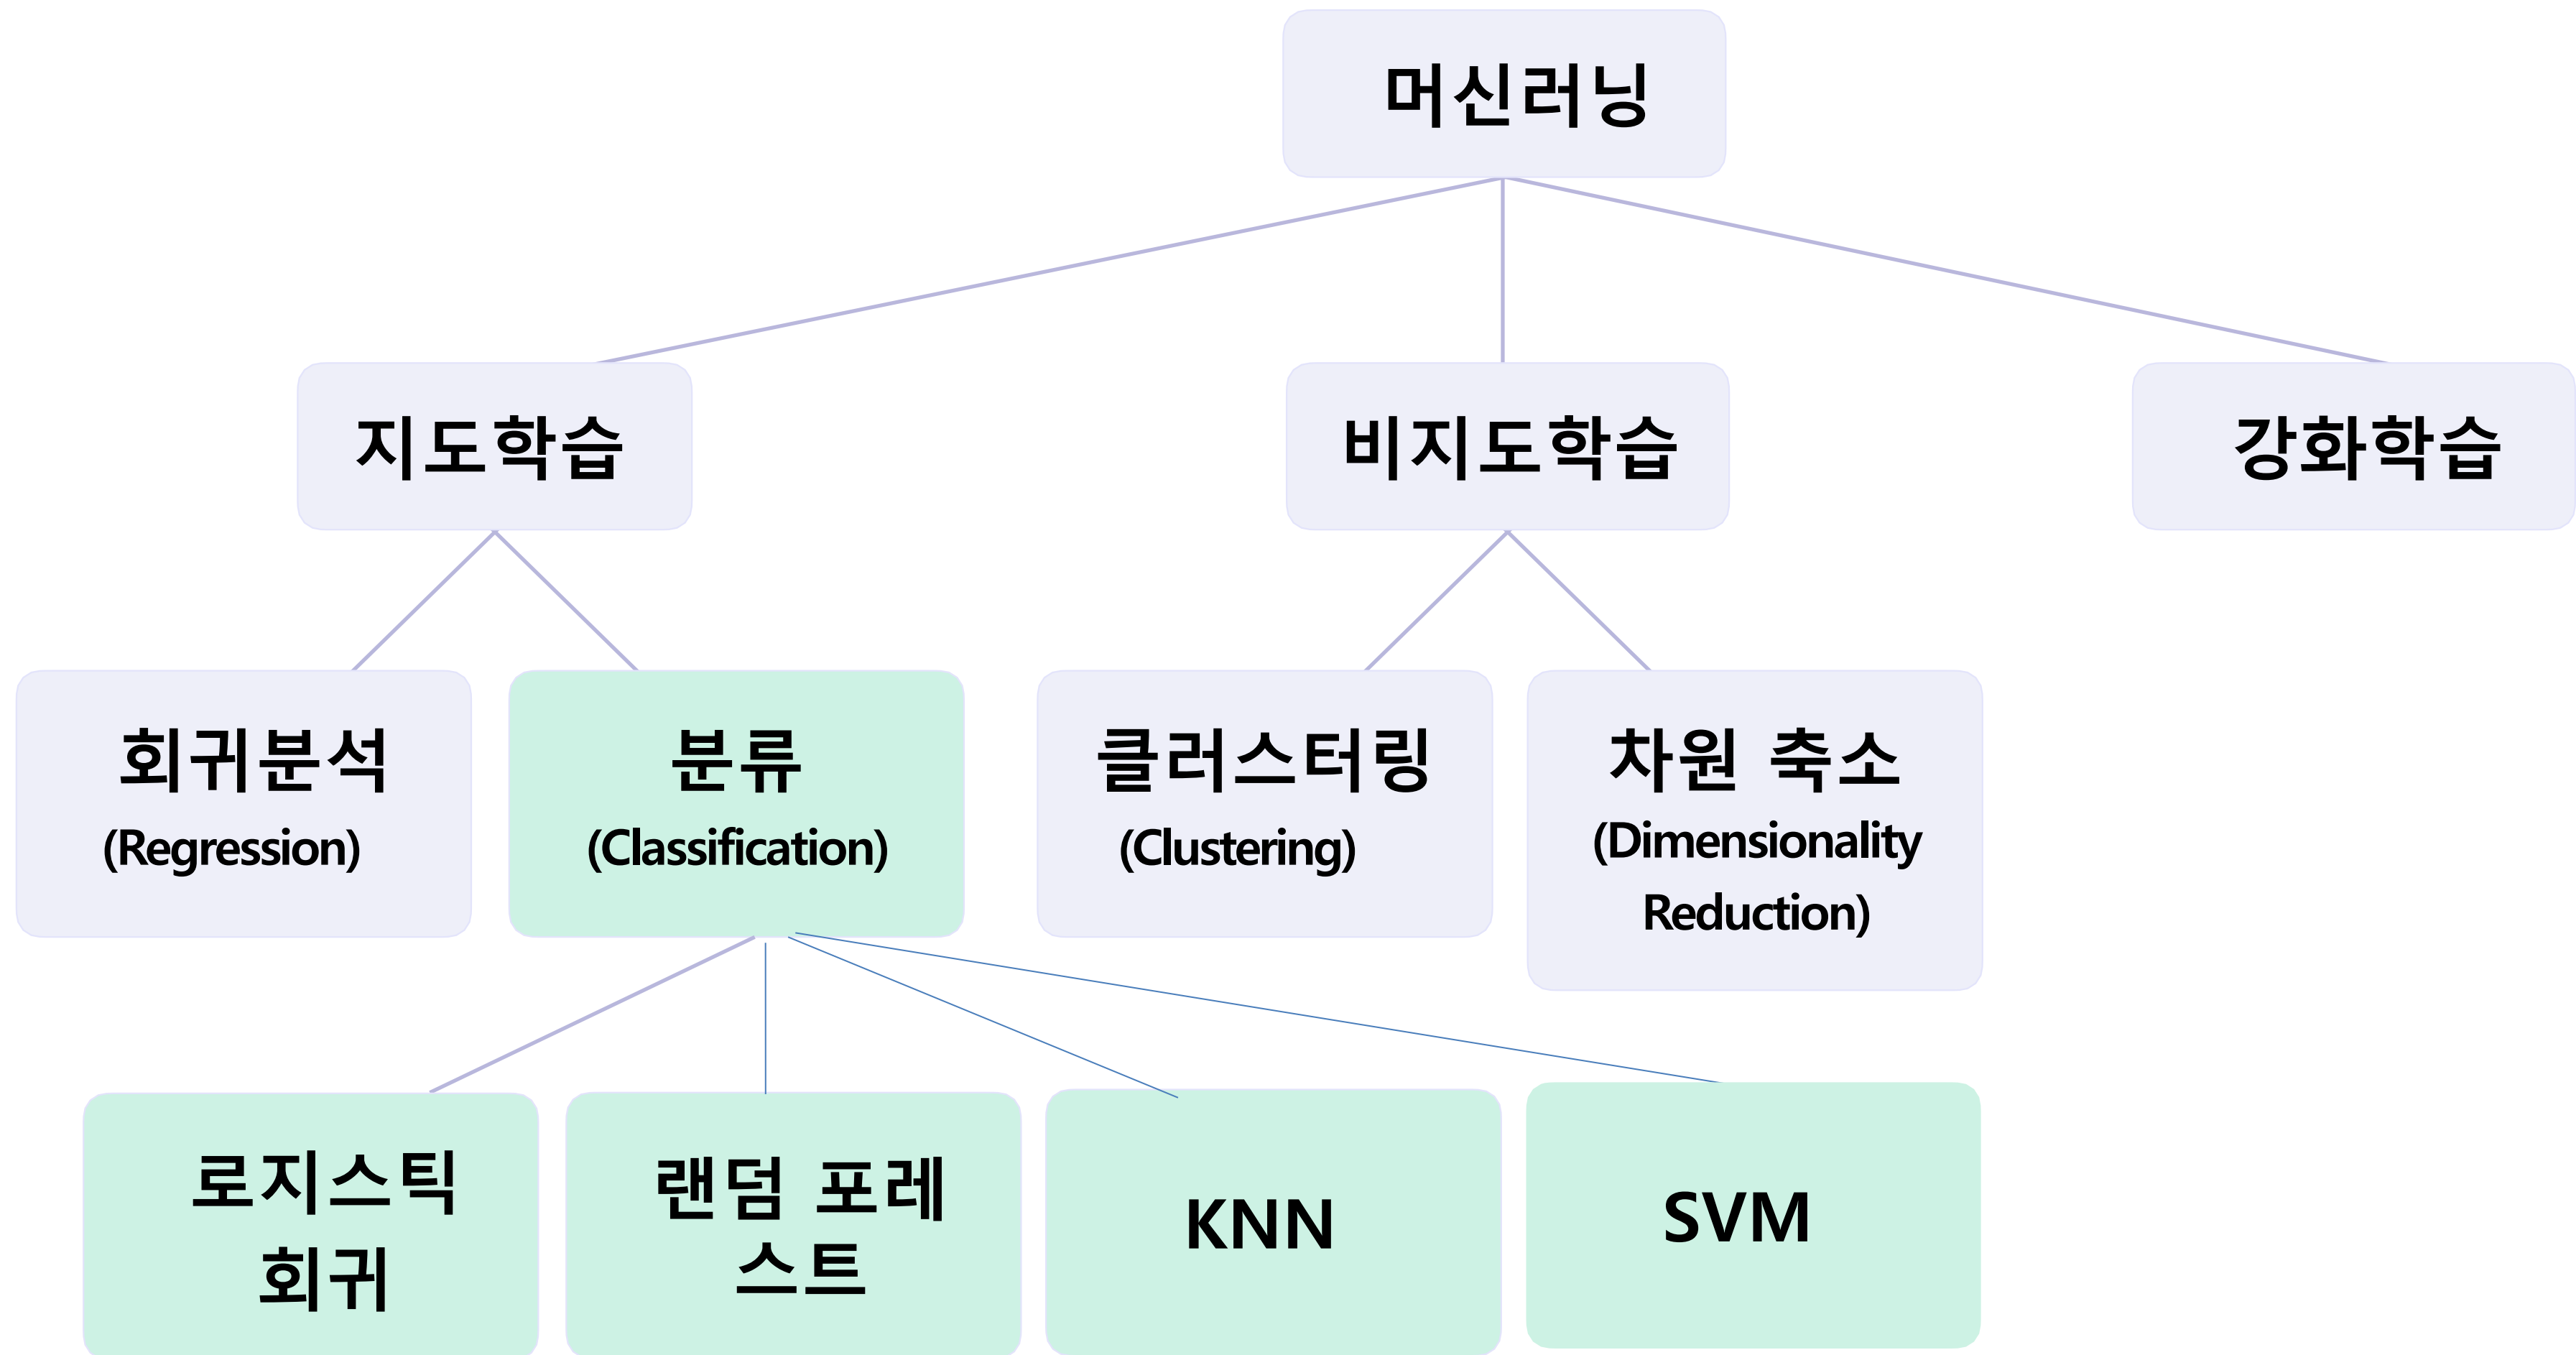 머신러닝
지도학습
비지도학습
강화학습
회귀분석
(Regression)
분류
(Classification)
클러스터링
(Clustering)
차원 축소
(Dimensionality
Reduction)
로지스틱
회귀
랜덤 포레
스트
KNN
SVM